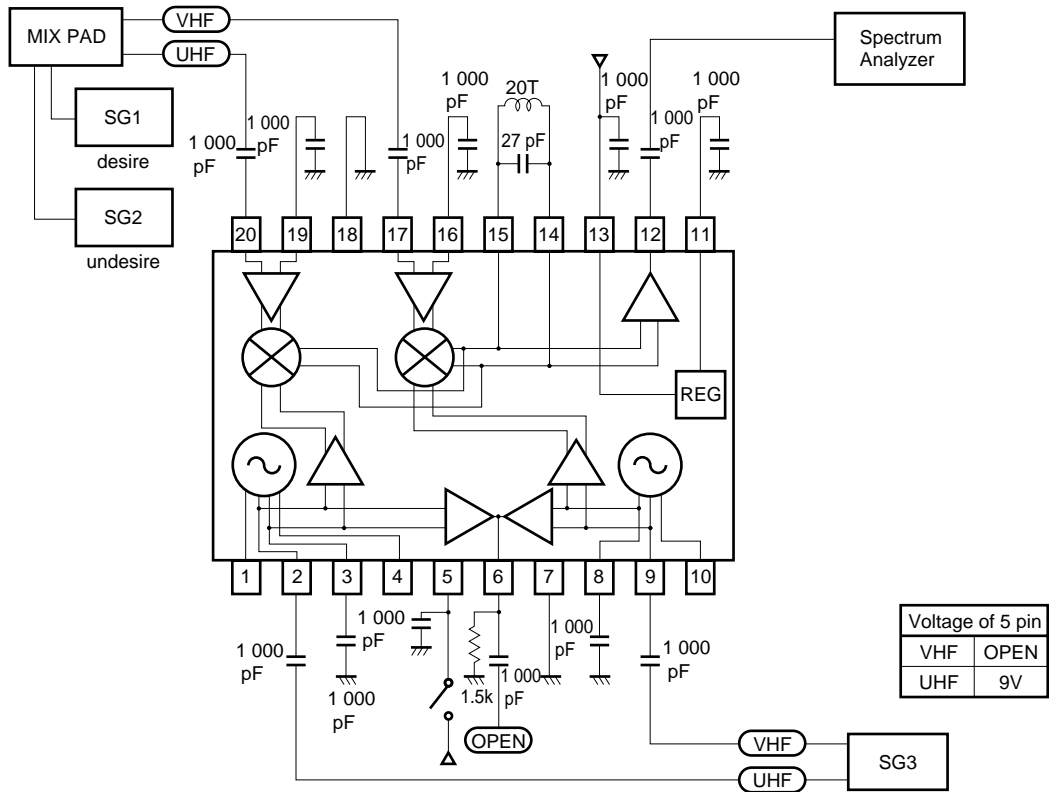 MIX PAD
VHF
UHF
SG1
desire
SG2
undesire
Spectrum
Analyzer
1 000
pF
1 000
pF
1 000
pF
1 000
pF
20T
27 pF
1 000
pF
1 000
pF
1 000
pF
20
19
18
17
16
15
14
13
12
11
REG
1
2
3
4
5
6
7
8
9
10
1 000
pF
1 000
pF
1 000
pF
1.5k
1 000
pF
1 000
pF
1 000
pF
OPEN
Voltage of 5 pin
VHF OPEN
UHF 9V
VHF
UHF
SG3